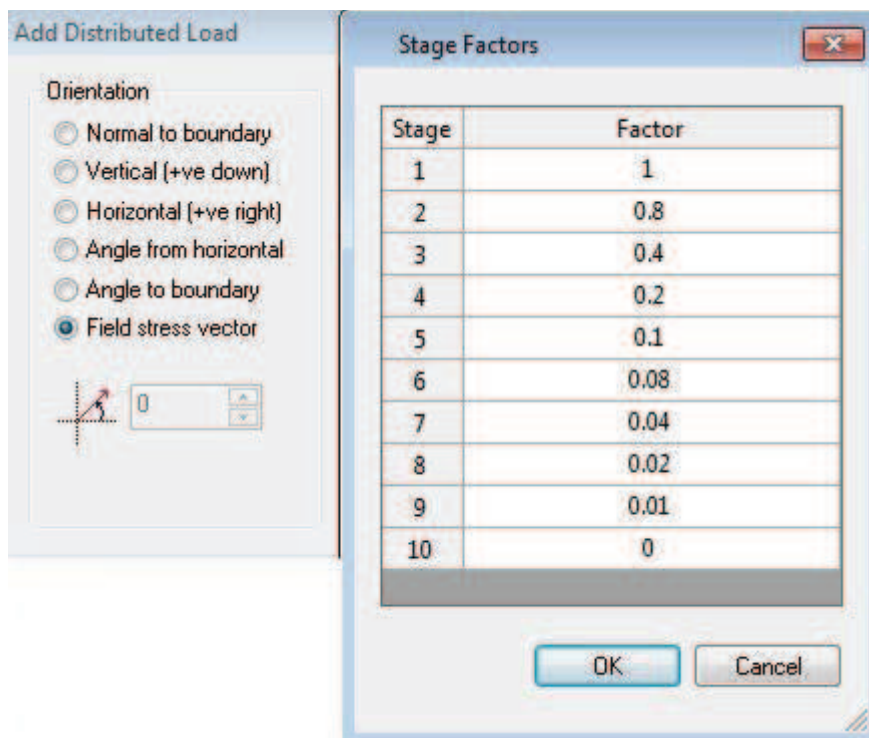 Add Distributed Load
Orientation
Normal to boundary
Vertical (+ve down)
Horizontal (+ve right)
Angle from horizontal
Angle to boundary
Field stress vector
0
Stage Factors
Stage Factor
1 1
2 0.8
3 0.4
4 0.2
5 0.1
6 0.08
7 0.04
8 0.02
9 0.01
10 0
OK Cancel